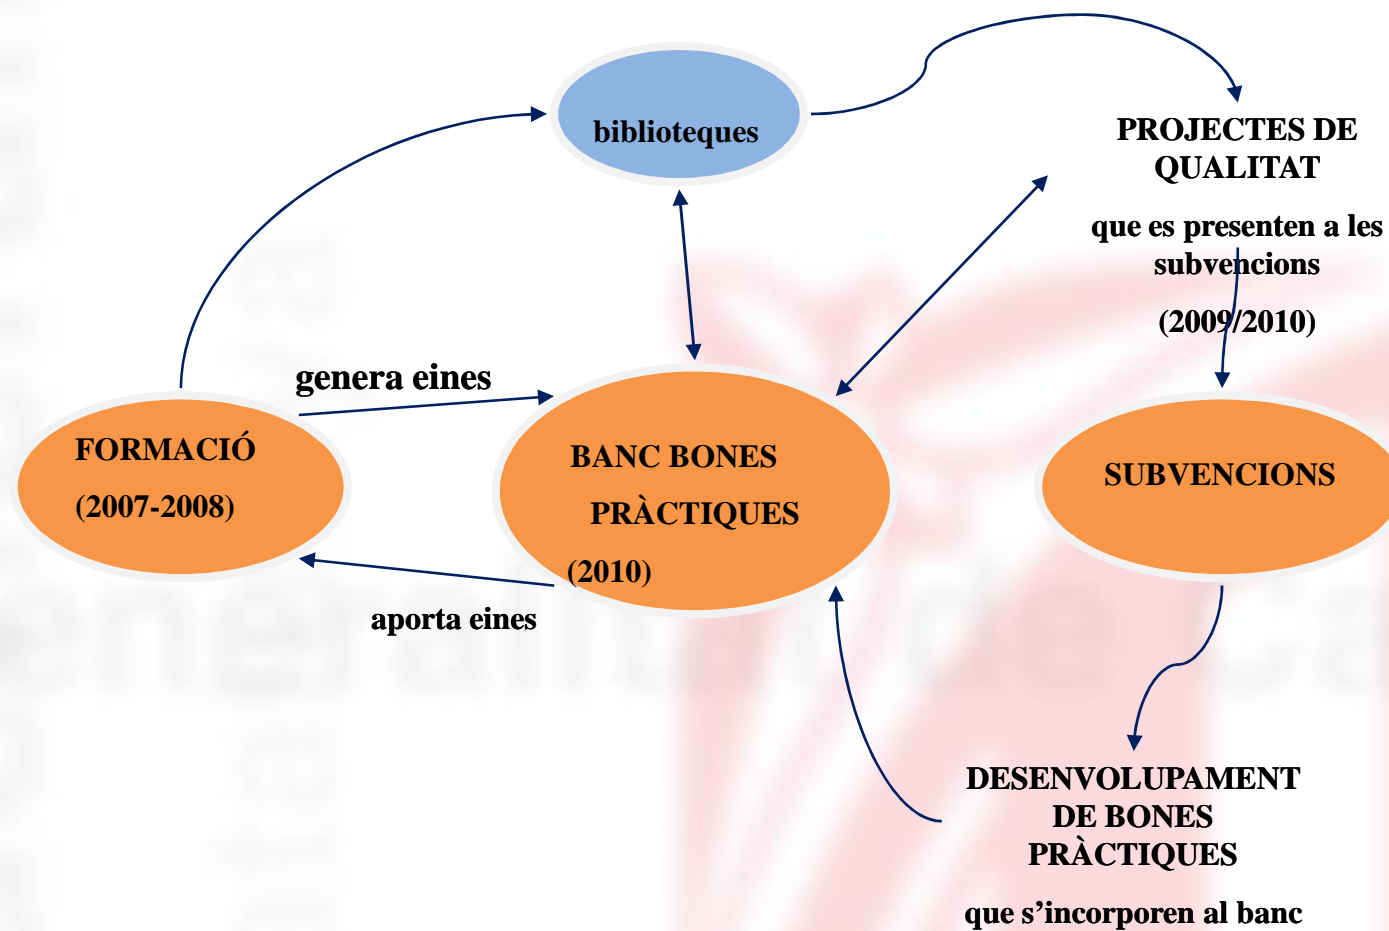 biblioteques
PROJECTES DE
QUALITAT
que es presenten a les
subvencions
(2009/2010)
genera eines
FORMACIÓ
(2007-2008)
BANC BONES
PRÀCTIQUES
(2010)
SUBVENCIONS
aporta eines
DESENVOLUPAMENT
DE BONES
PRÀCTIQUES
que s’incorporen al banc